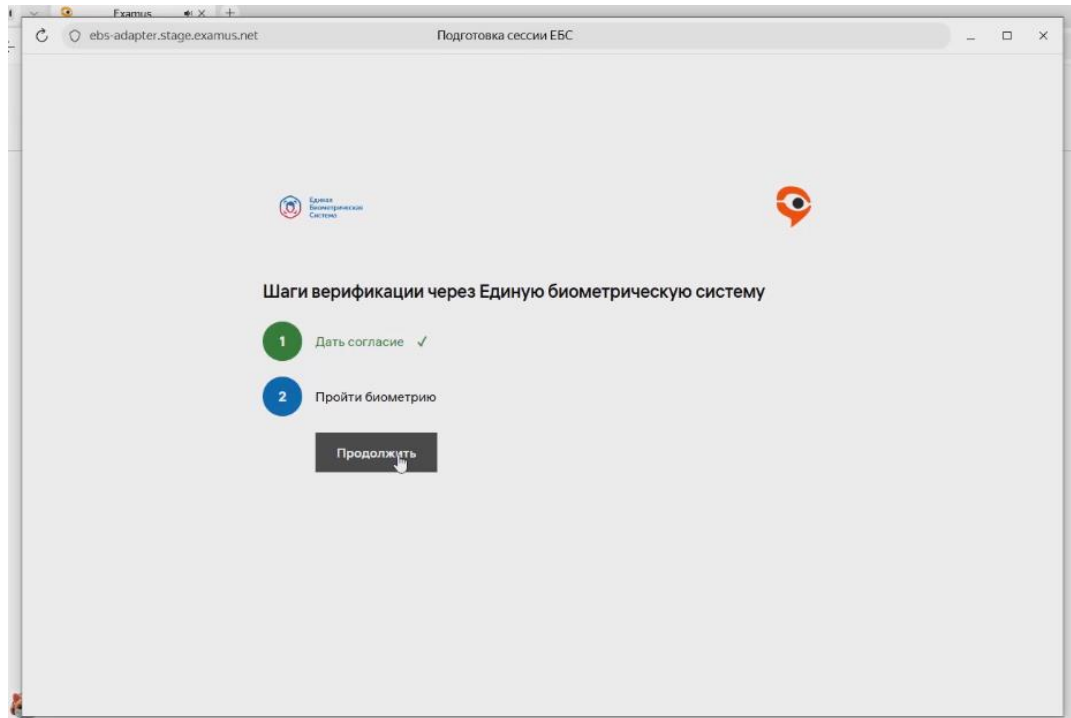 Examus
ebs-adapter.stage.examus.net Подготовка сессии ЕБС
Единая
Биометрическая
Система
Шаги верификации через Единую биометрическую систему
1 Дать согласие ✓
2 Пройти биометрию
Продолжить